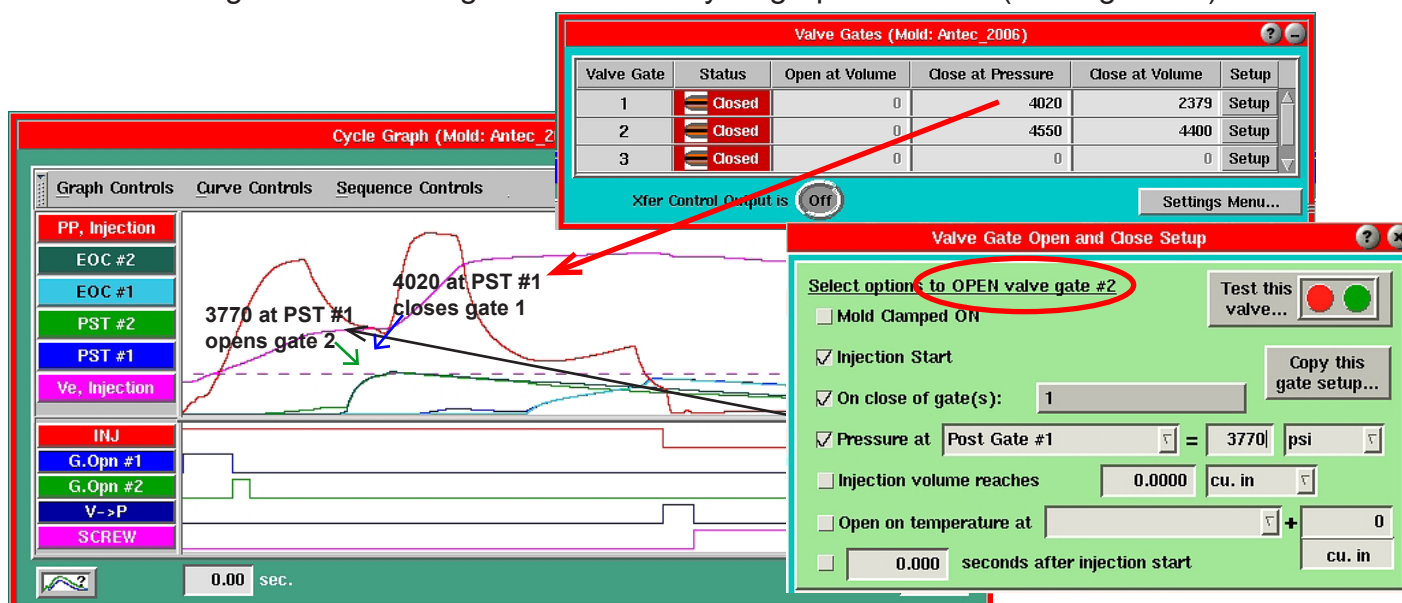 Valve Gates (Mold: Antec_2006)
Valve Gate Status Open at Volume Close at Pressure Close at Volume Setup
1 Closed 0 4020 2379 Setup
2 Closed 0 4550 4400 Setup
3 Closed 0 0 0 Setup
Xfer Control Output is Off Settings Menu...
Cycle Graph (Mold: Antec_2
Graph Controls Curve Controls Sequence Controls
PP, Injection
EOC #2
EOC #1
PST #2
PST #1
Ve, Injection
4020 at PST #1
closes gate 1
3770 at PST #1
opens gate 2
INJ
G.Opn #1
G.Opn #2
V->P
SCREW
0.00 sec.
Valve Gate Open and Close Setup
Select options to OPEN valve gate #2
Test this
valve...
Mold Clamped ON
Injection Start
Copy this
gate setup...
On close of gate(s): 1
Pressure at Post Gate #1 = 3770 psi
Injection volume reaches 0.0000 cu. in
Open on temperature at + 0
cu. in
0.000 seconds after injection start